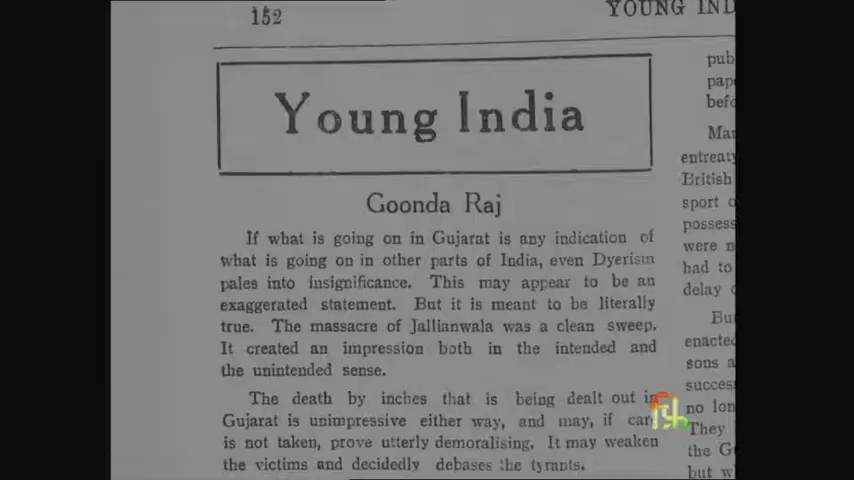 152
YOUNG IND
Young India
Goonda Raj
If what is going on in Gujarat is any indication of
what is going on in other parts of India, even Dyerism
pales into insignificance. This may appear to be an
exaggerated statement. But it is meant to be literally
true. The massacre of Jallianwala was a clean sweep.
It created an impression both in the intended and
the unintended sense.
The death by inches that is being dealt out in
Gujarat is unimpressive either way, and may, if care
is not taken, prove utterly demoralising. It may weaken
the victims and decidedly debases the tyrants.
pub
pape
befo
Man
entreaty
British
sport o
possess
were n
had to
delay o
Bu
enacted
sons a
success
no lon
They
the G
but w